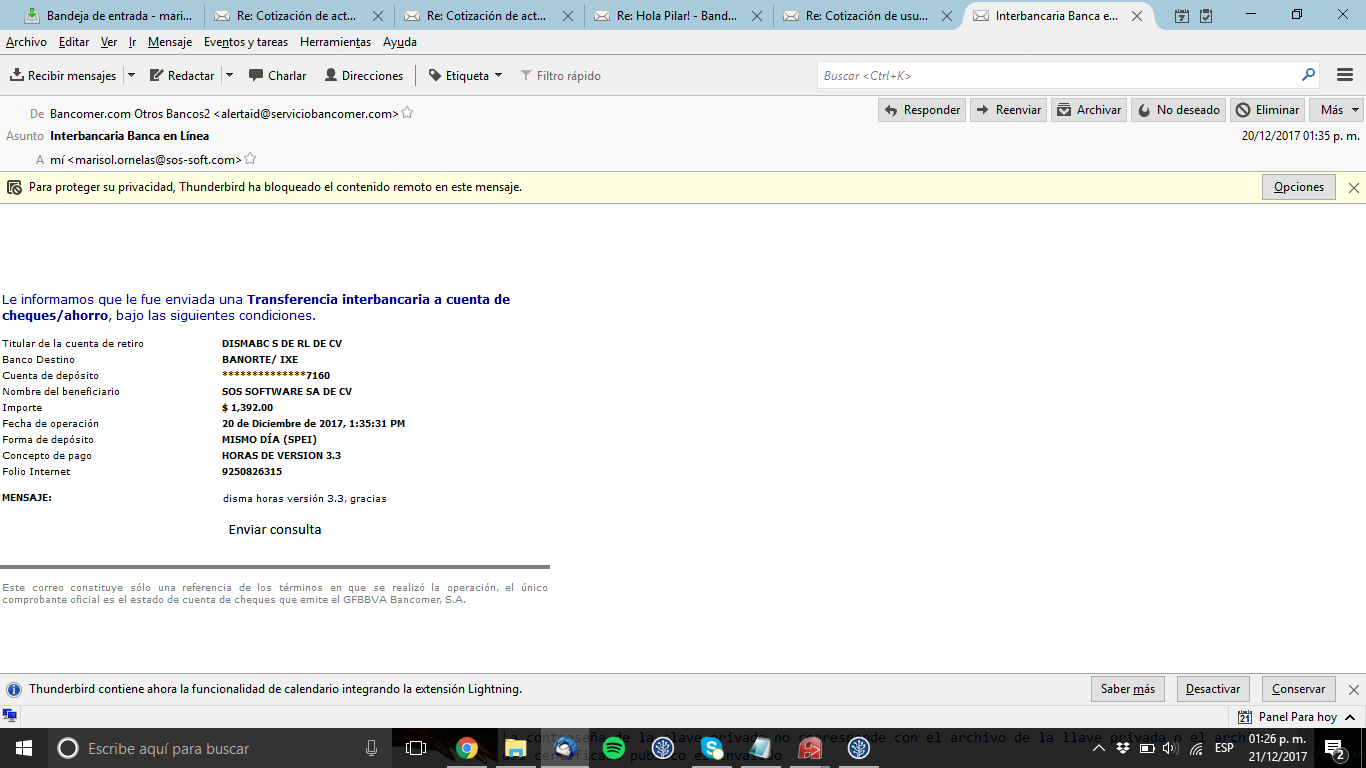 Bandeja de entrada - mari...
Re: Cotización de act...
Re: Cotización de act...
Re: Hola Pilar! - Band...
Re: Cotización de usu...
Interbancaria Banca e...
Archivo Editar Ver Ir Mensaje Eventos y tareas Herramientas Ayuda
Recibir mensajes Redactar Charlar Direcciones Etiqueta Filtro rápido
Buscar <Ctrl+K>
De Bancomer.com Otros Bancos2 <alertaid@serviciobancomer.com>
Responder Reenviar Archivar No deseado Eliminar Más
Asunto Interbancaria Banca en Línea
20/12/2017 01:35 p. m.
A mí <marisol.ornelas@sos-soft.com>
Para proteger su privacidad, Thunderbird ha bloqueado el contenido remoto en este mensaje.
Opciones
Le informamos que le fue enviada una Transferencia interbancaria a cuenta de
cheques/ahorro, bajo las siguientes condiciones.
Titular de la cuenta de retiro DISMABC S DE RL DE CV
Banco Destino BANORTE/ IXE
Cuenta de depósito **************7160
Nombre del beneficiario SOS SOFTWARE SA DE CV
Importe $ 1,392.00
Fecha de operación 20 de Diciembre de 2017, 1:35:31 PM
Forma de depósito MISMO DÍA (SPEI)
Concepto de pago HORAS DE VERSION 3.3
Folio Internet 9250826315
MENSAJE: disma horas versión 3.3, gracias
Enviar consulta
Este correo constituye sólo una referencia de los términos en que se realizó la operación, el único
comprobante oficial es el estado de cuenta de cheques que emite el GFBBVA Bancomer, S.A.
Thunderbird contiene ahora la funcionalidad de calendario integrando la extensión Lightning.
Saber más Desactivar Conservar
Panel Para hoy
Escribe aquí para buscar
La contraseña de la llave privada no corresponde con el archivo de la llave privada o el arch
del certificado público es invalido
ESP
01:26 p. m.
21/12/2017
2